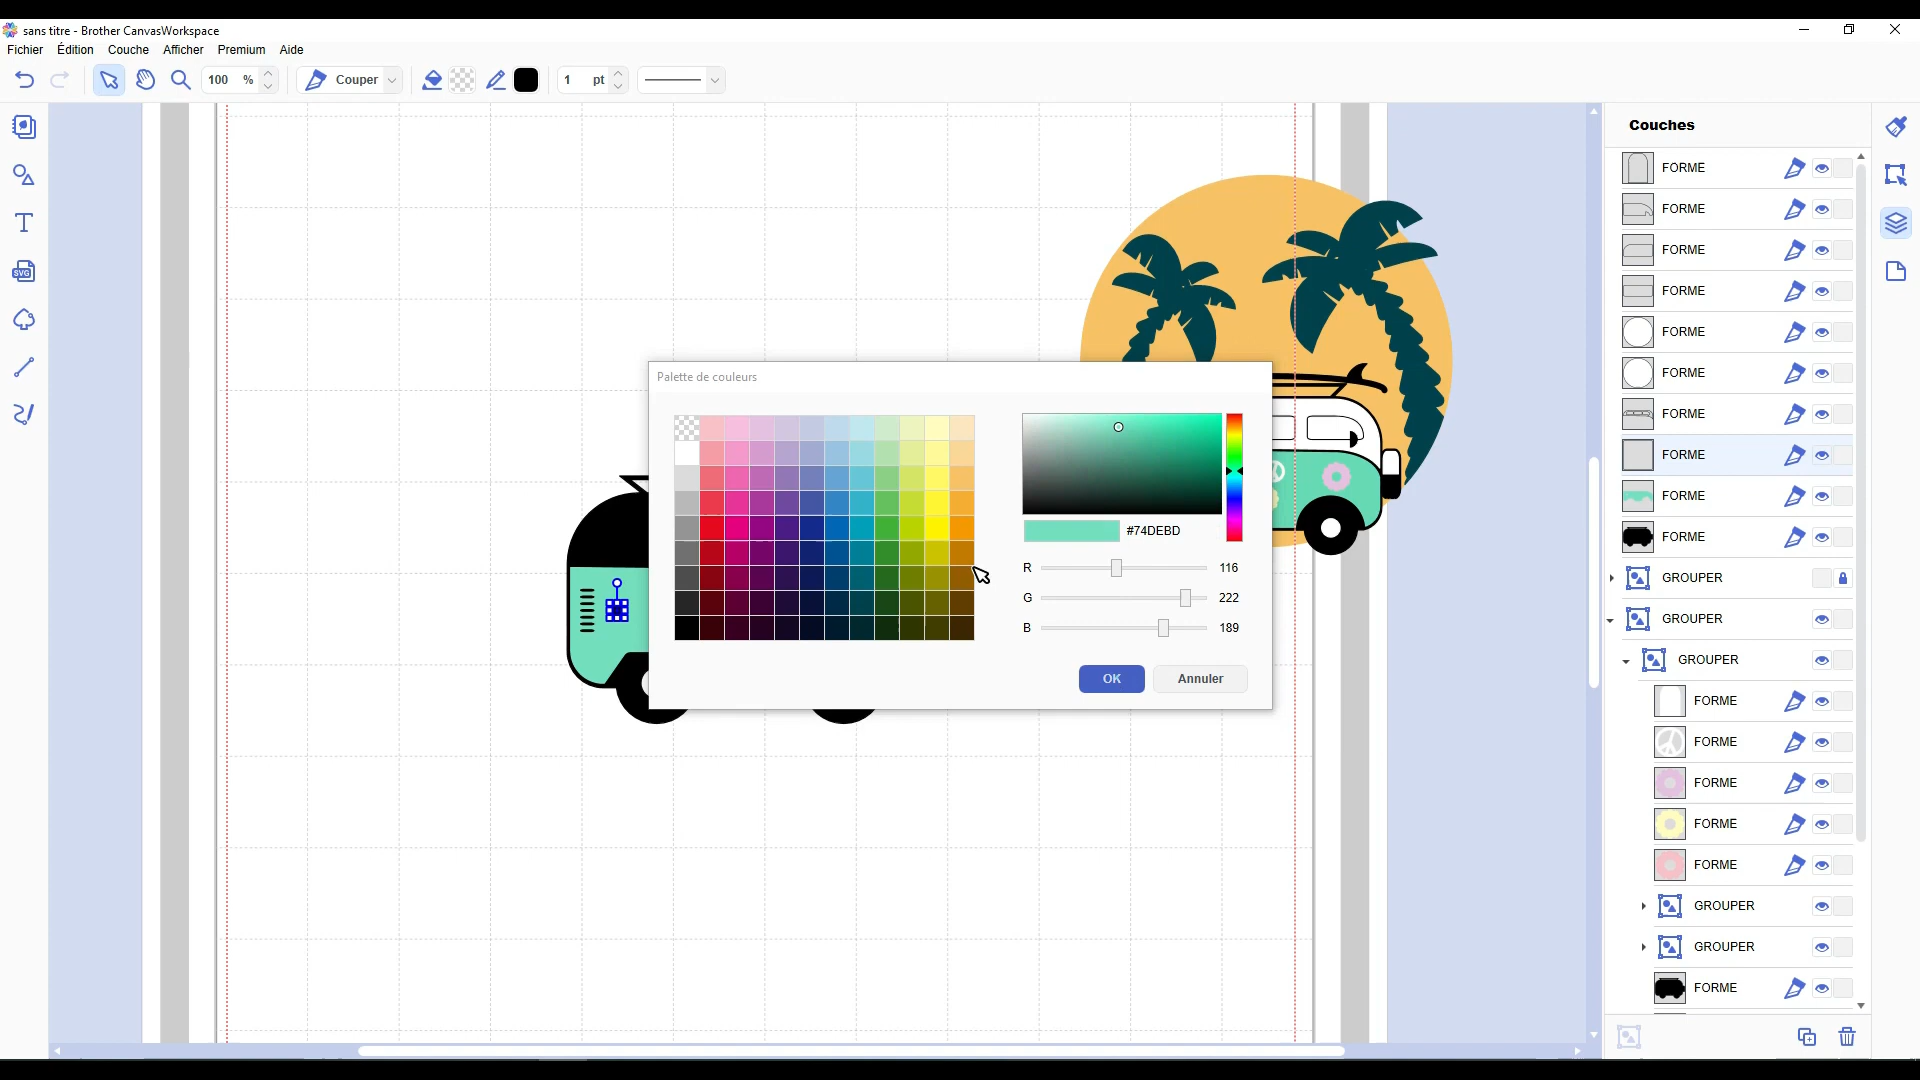 sans titre - Brother CanvasWorkspace
Fichier Édition Couche Afficher Premium Aide
100 % Couper 1 pt
SVG
Couches
FORME
FORME
FORME
FORME
FORME
FORME
FORME
FORME
FORME
FORME
GROUPER
GROUPER
GROUPER
FORME
FORME
FORME
FORME
FORME
GROUPER
GROUPER
FORME
Palette de couleurs
#74DEBD
R 116
G 222
B 189
OK Annuler